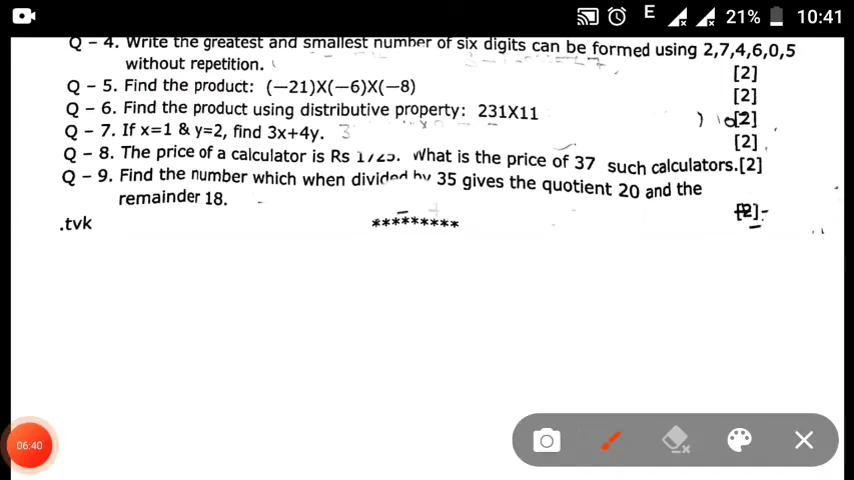 E 21% 10:41
Q – 4. Write the greatest and smallest number of six digits can be formed using 2,7,4,6,0,5
without repetition. [2]
Q – 5. Find the product: (−21)X(−6)X(−8) [2]
Q – 6. Find the product using distributive property: 231X11 [2]
Q – 7. If x=1 & y=2, find 3x+4y. [2]
Q – 8. The price of a calculator is Rs 1725. What is the price of 37 such calculators.[2]
Q – 9. Find the number which when divided by 35 gives the quotient 20 and the
remainder 18. [2]
.tvk *********
06:40